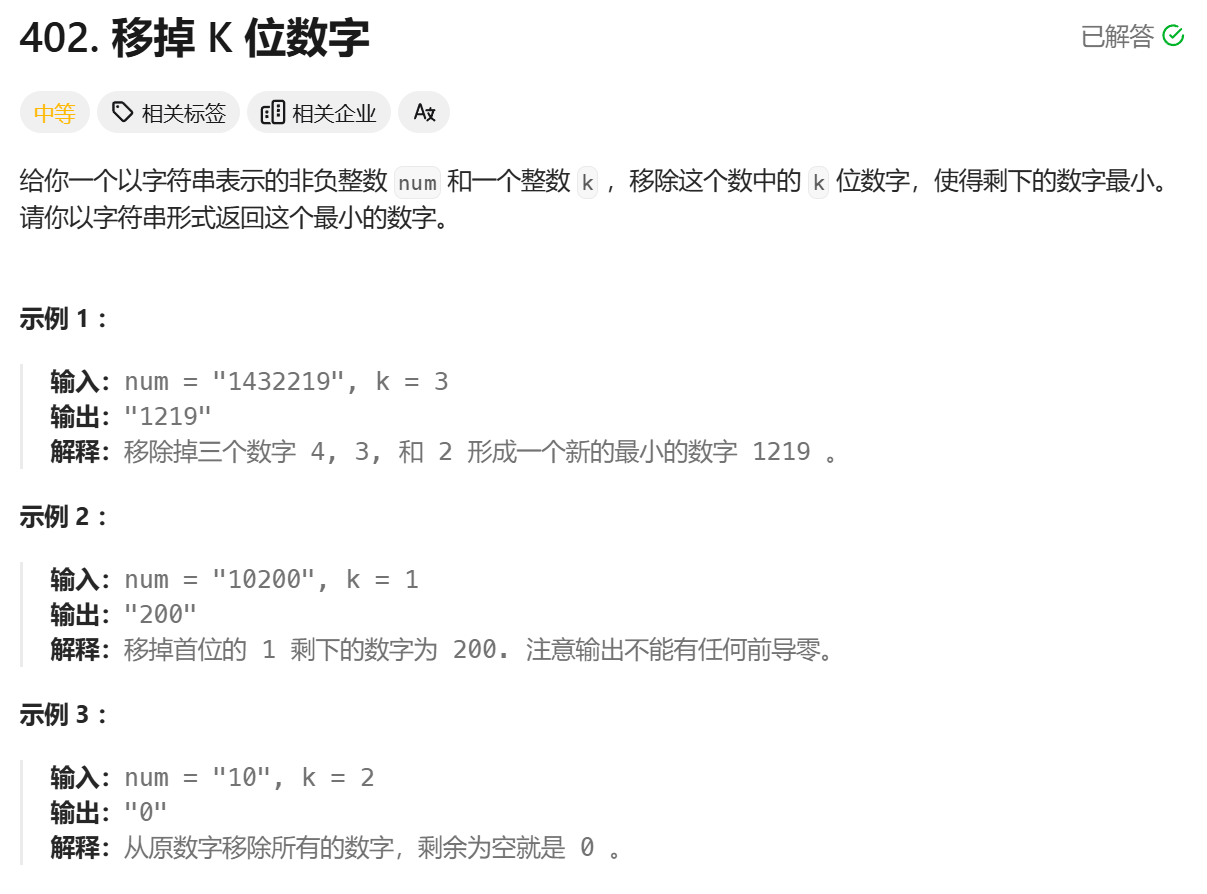 402. 移掉 K 位数字
已解答
中等
相关标签
相关企业
给你一个以字符串表示的非负整数 num 和一个整数 k ，移除这个数中的 k 位数字，使得剩下的数字最小。
请你以字符串形式返回这个最小的数字。
示例 1：
输入：num = "1432219", k = 3
输出："1219"
解释：移除掉三个数字 4, 3, 和 2 形成一个新的最小的数字 1219 。
示例 2：
输入：num = "10200", k = 1
输出："200"
解释：移掉首位的 1 剩下的数字为 200. 注意输出不能有任何前导零。
示例 3：
输入：num = "10", k = 2
输出："0"
解释：从原数字移除所有的数字，剩余为空就是 0 。